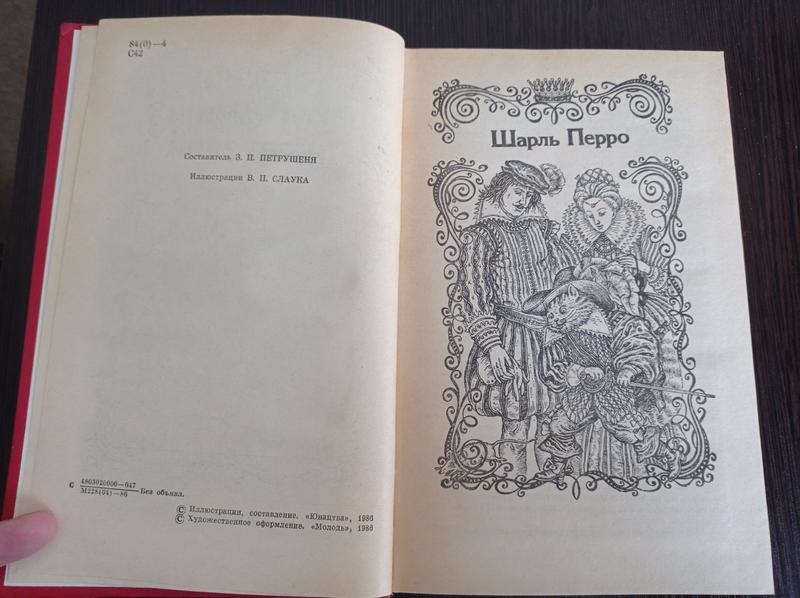 84(0)—4
С42
Составитель З. П. ПЕТРУШЕНЯ
Иллюстрации В. П. СЛАУКА
С 4803020000—047
М228(04)—86 Без объявл.
© Иллюстрации, составление. «Юнацтва», 1986
© Художественное оформление. «Молодь», 1986
Шарль Перро